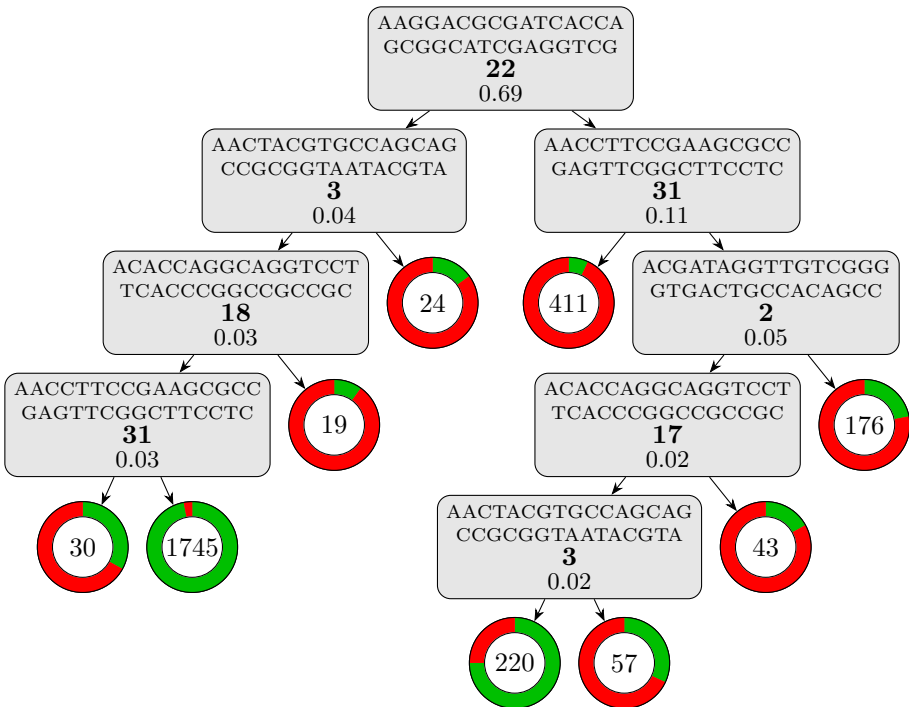 AAGGACGCGATCACCA
GCGGCATCGAGGTCG
22
0.69
AACTACGTGCCAGCAG
CCGCGGTAATACGTA
3
0.04
AACCTTCCGAAGCGCC
GAGTTCGGCTTCCTC
31
0.11
ACACCAGGCAGGTCCT
TCACCCGGCCGCCGC
18
0.03
24
411
ACGATAGGTTGTCGGG
GTGACTGCCACAGCC
2
0.05
AACCTTCCGAAGCGCC
GAGTTCGGCTTCCTC
31
0.03
19
ACACCAGGCAGGTCCT
TCACCCGGCCGCCGC
17
0.02
176
30
1745
AACTACGTGCCAGCAG
CCGCGGTAATACGTA
3
0.02
43
220
57